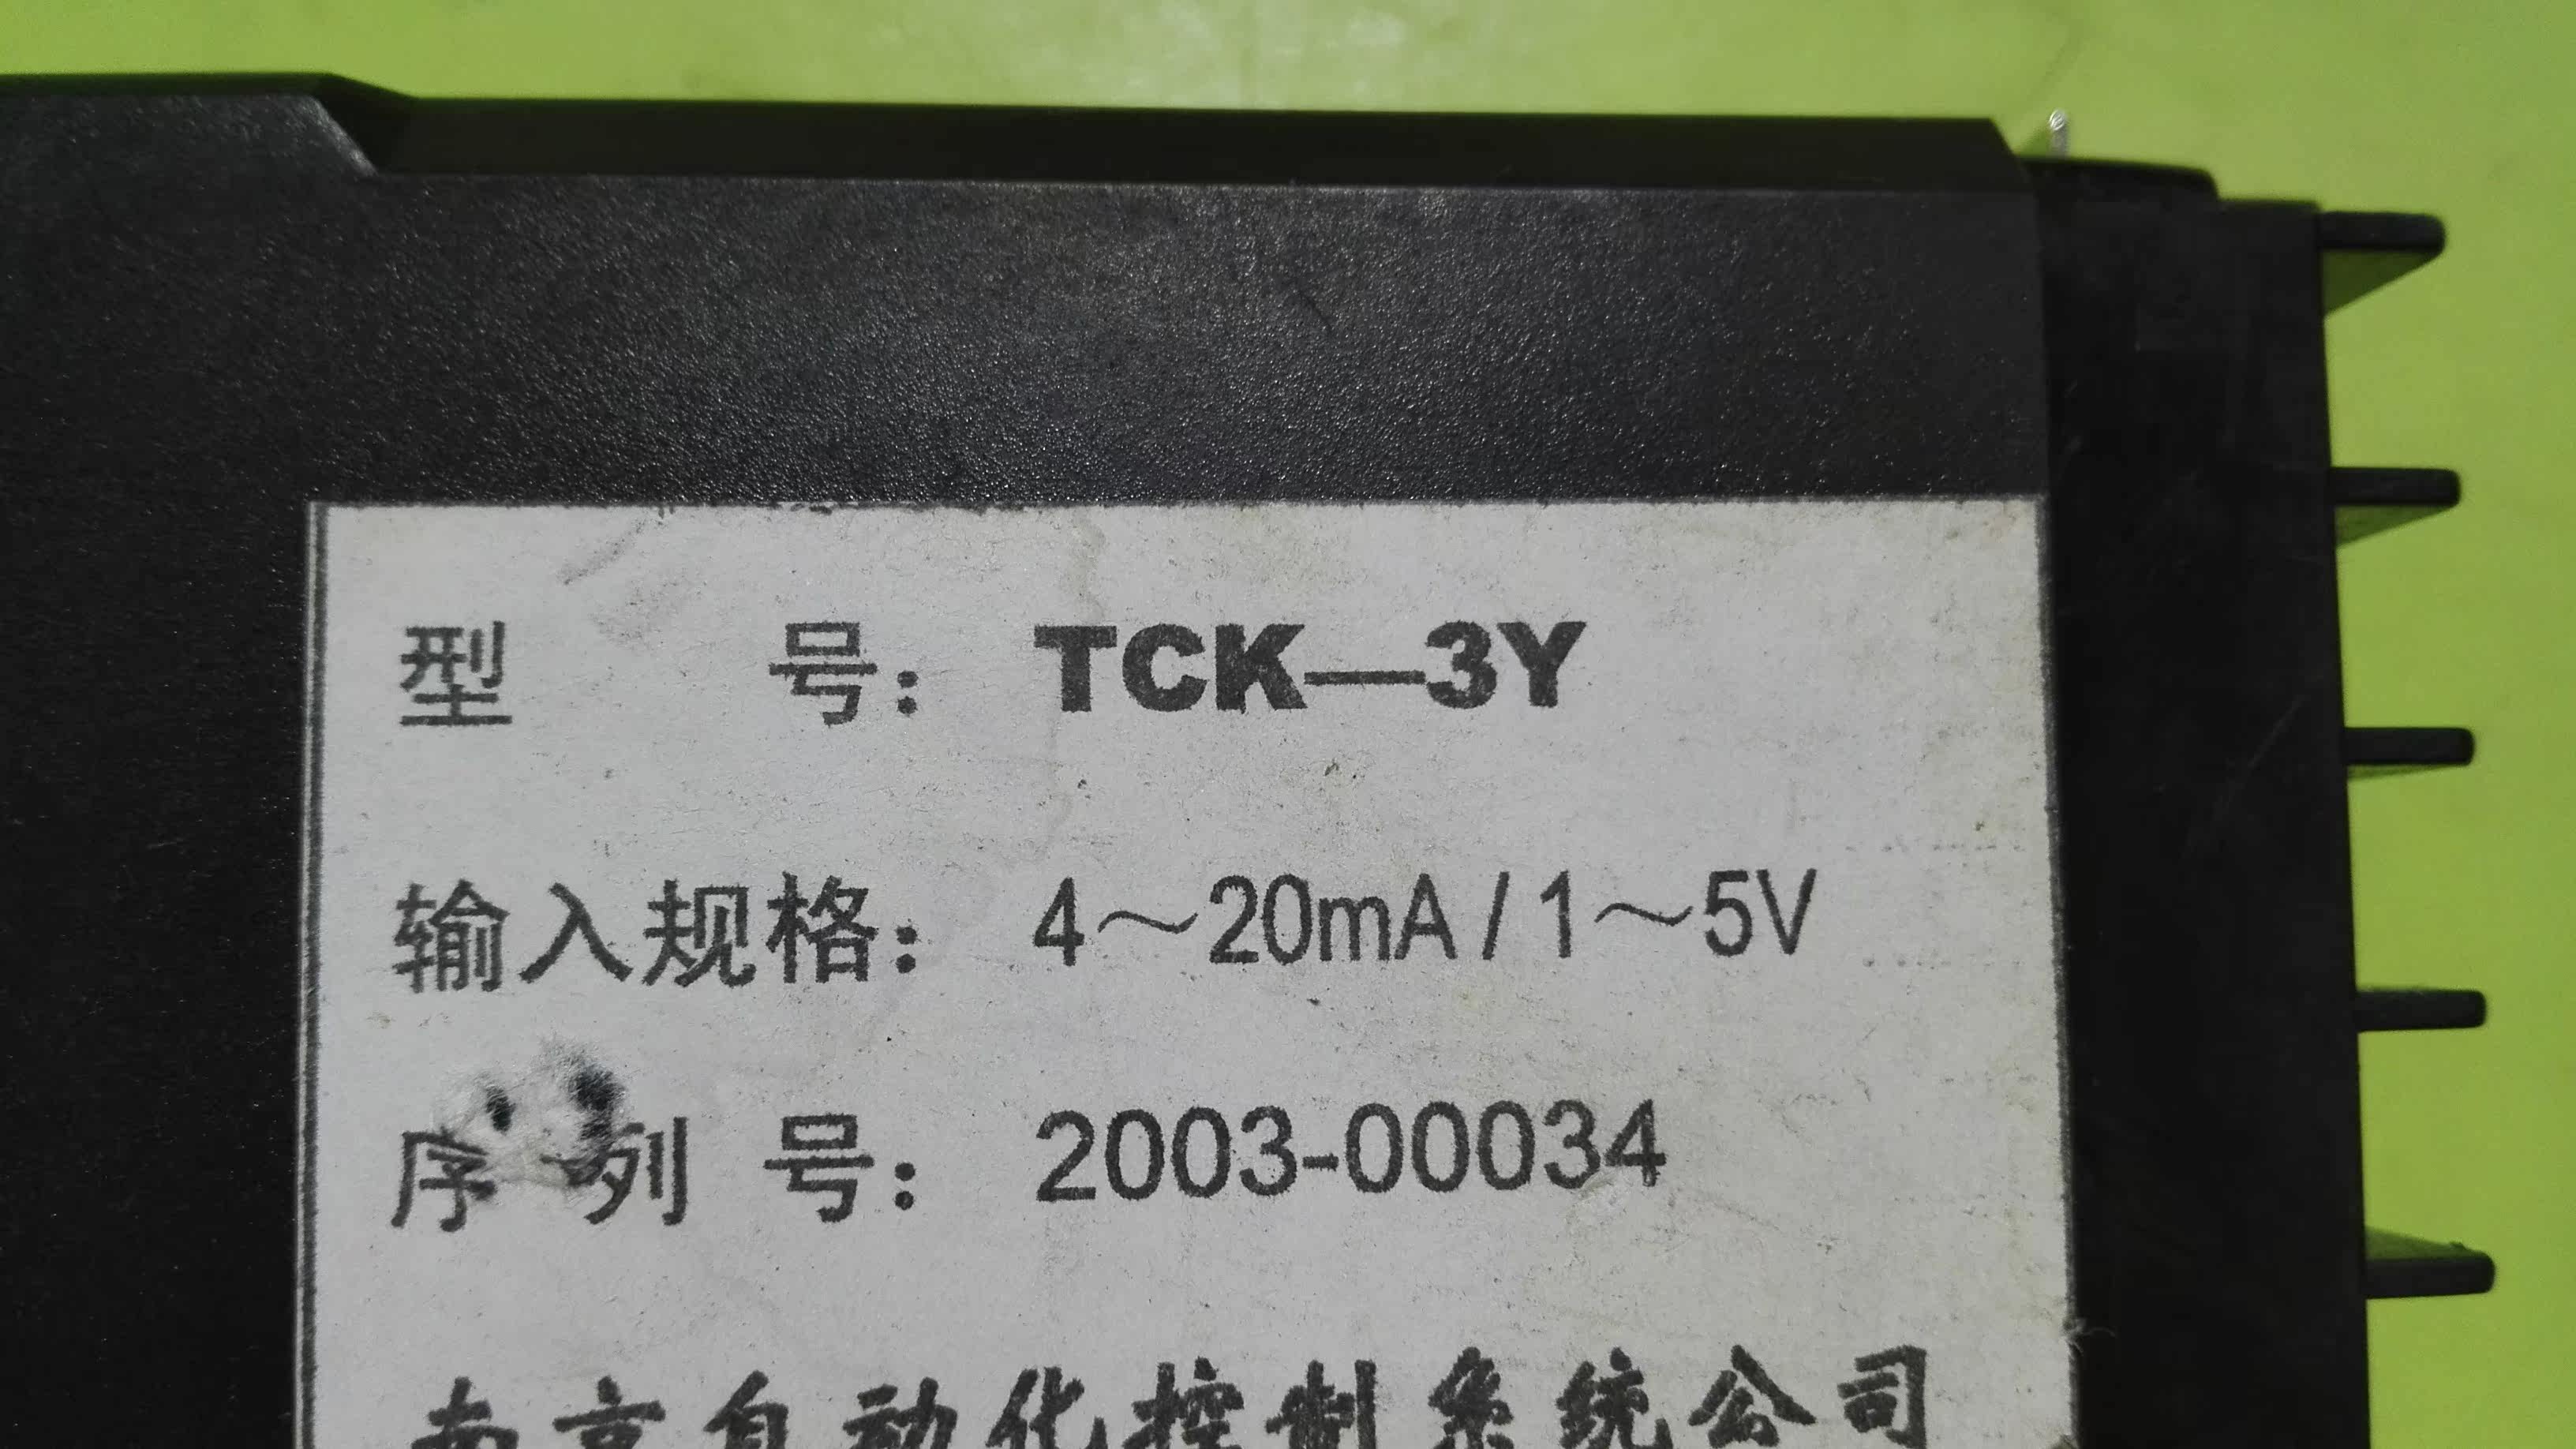 型 号：TCK—3Y
输入规格：4～20mA / 1～5V
序 列 号：2003-00034
南京自动化控制系统公司